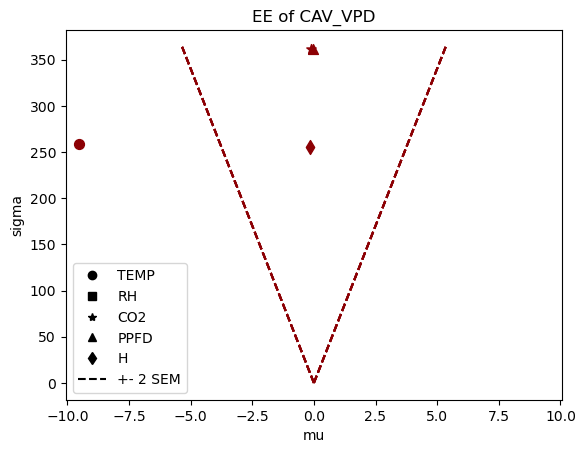 EE of CAV_VPD
350
300
250
200
150
100
50
0
sigma
TEMP
RH
CO2
PPFD
H
+- 2 SEM
−10.0 −7.5 −5.0 −2.5 0.0 2.5 5.0 7.5 10.0
mu